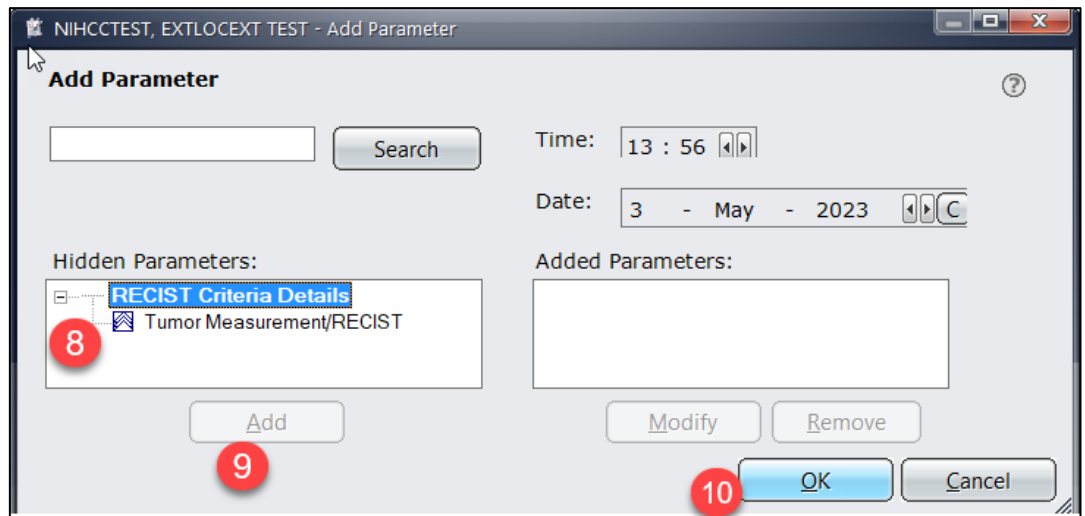 NIHCCTEST, EXTLOCEXT TEST - Add Parameter
Add Parameter
?
Search
Time: 13 : 56
Date: 3 - May - 2023 C
Hidden Parameters:
RECIST Criteria Details
Tumor Measurement/RECIST
8
Added Parameters:
Add
9
Modify Remove
10 OK Cancel